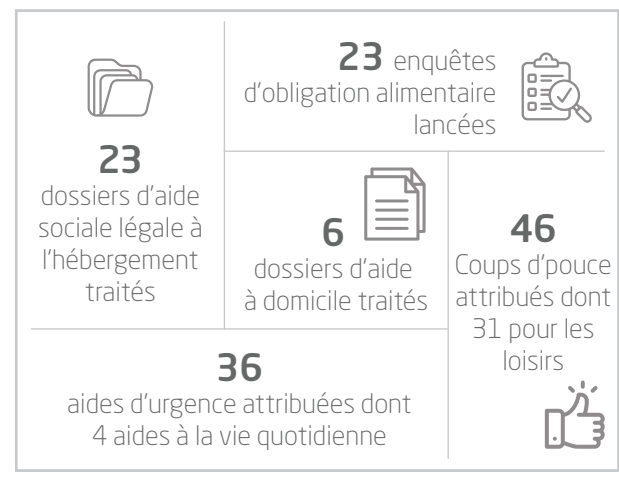 23
dossiers d'aide
sociale légale à
l'hébergement
traités
23 enquêtes
d'obligation alimentaire
lancées
6
dossiers d'aide
à domicile traités
46
Coups d'pouce
attribués dont
31 pour les
loisirs
36
aides d'urgence attribuées dont
4 aides à la vie quotidienne